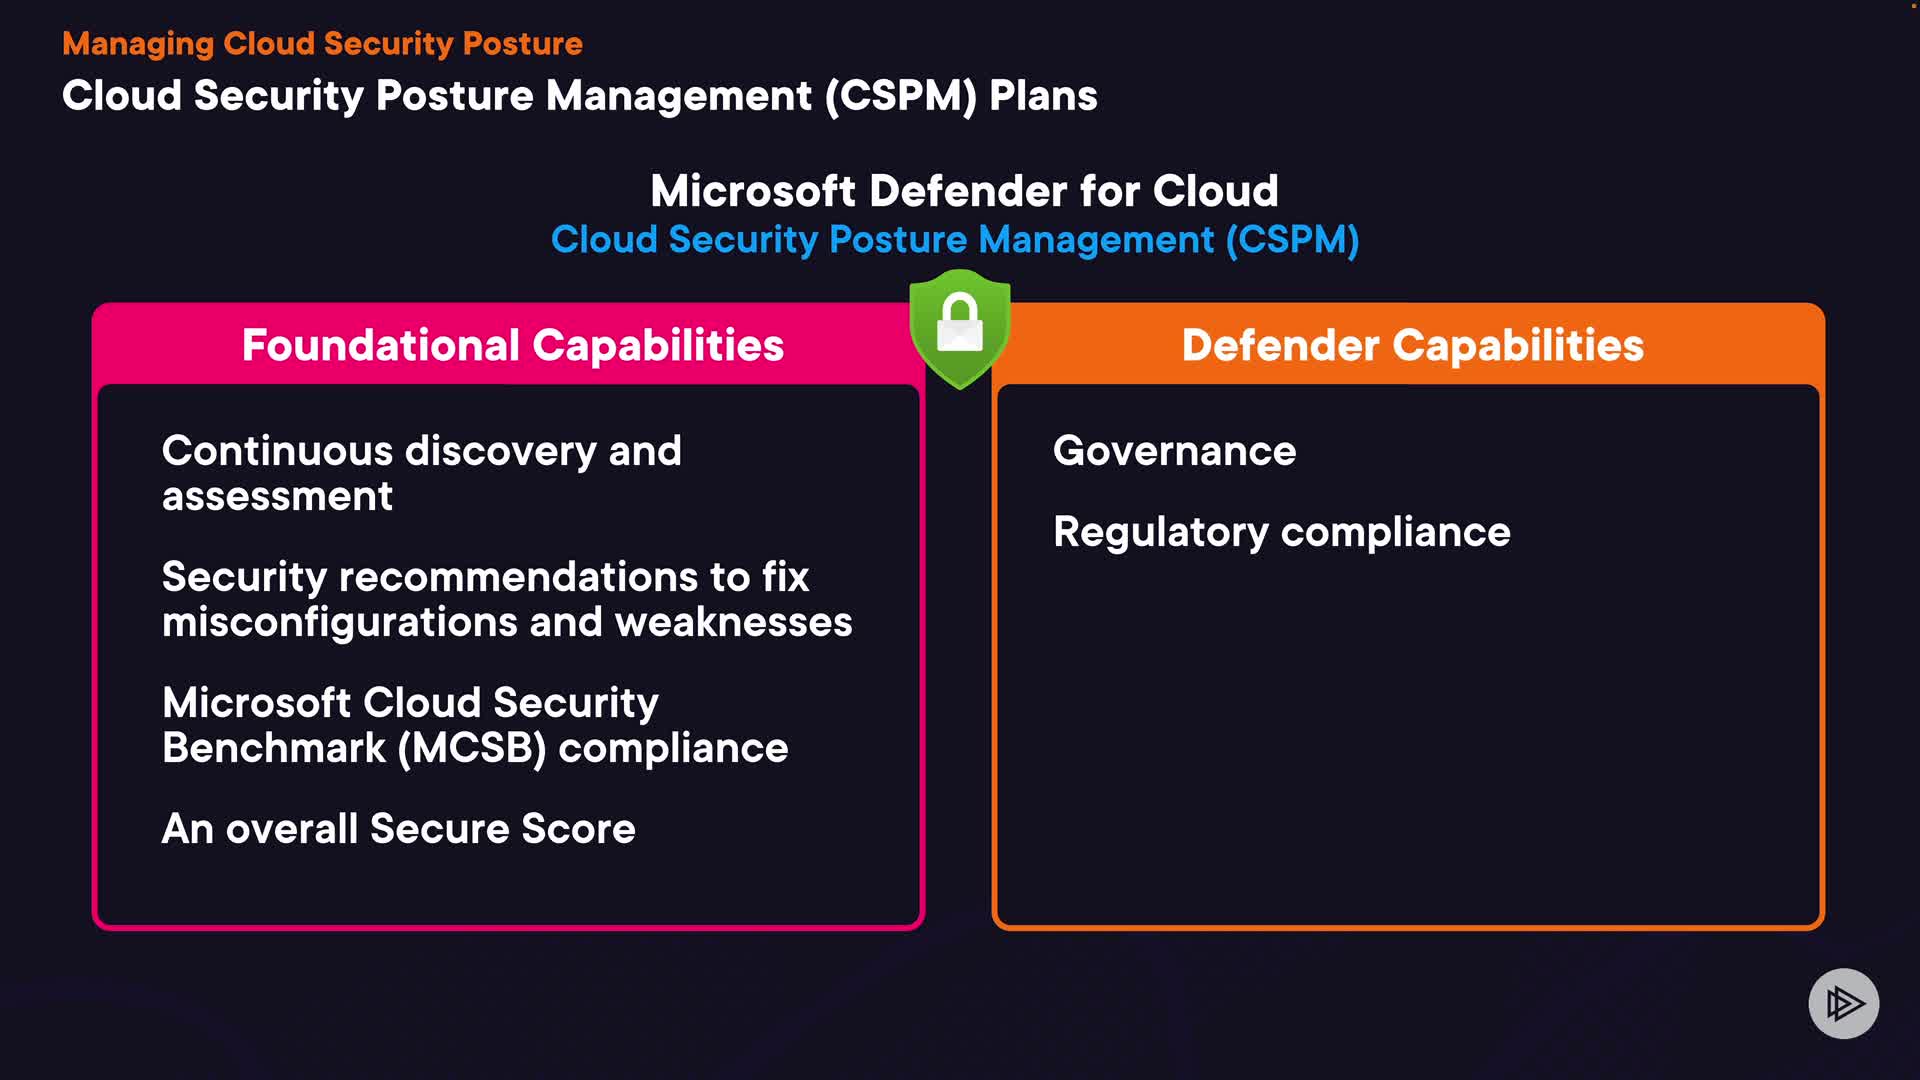 Managing Cloud Security Posture
Cloud Security Posture Management (CSPM) Plans
Microsoft Defender for Cloud
Cloud Security Posture Management (CSPM)
Foundational Capabilities
Continuous discovery and
assessment
Security recommendations to fix
misconfigurations and weaknesses
Microsoft Cloud Security
Benchmark (MCSB) compliance
An overall Secure Score
Defender Capabilities
Governance
Regulatory compliance